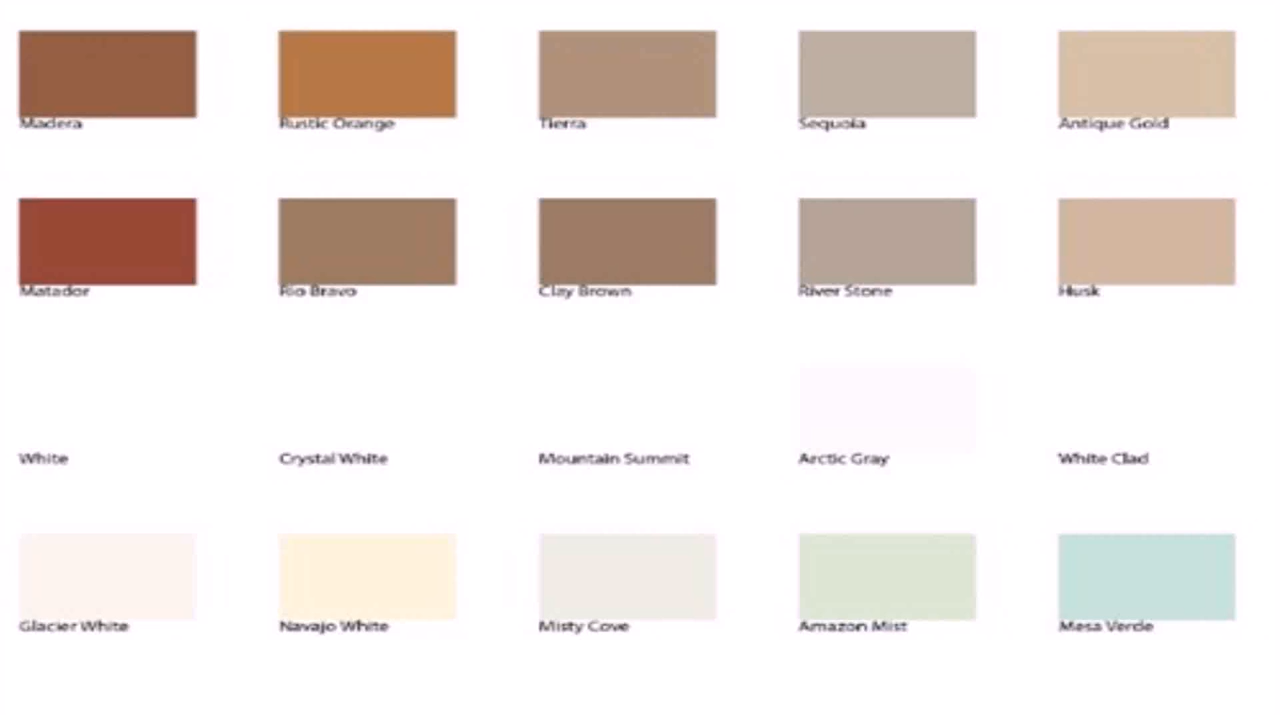 Madera
Rustic Orange
Tierra
Sequoia
Antique Gold
Matador
Rio Bravo
Clay Brown
River Stone
Husk
White
Crystal White
Mountain Summit
Arctic Gray
White Clad
Glacier White
Navajo White
Misty Cove
Amazon Mist
Mesa Verde